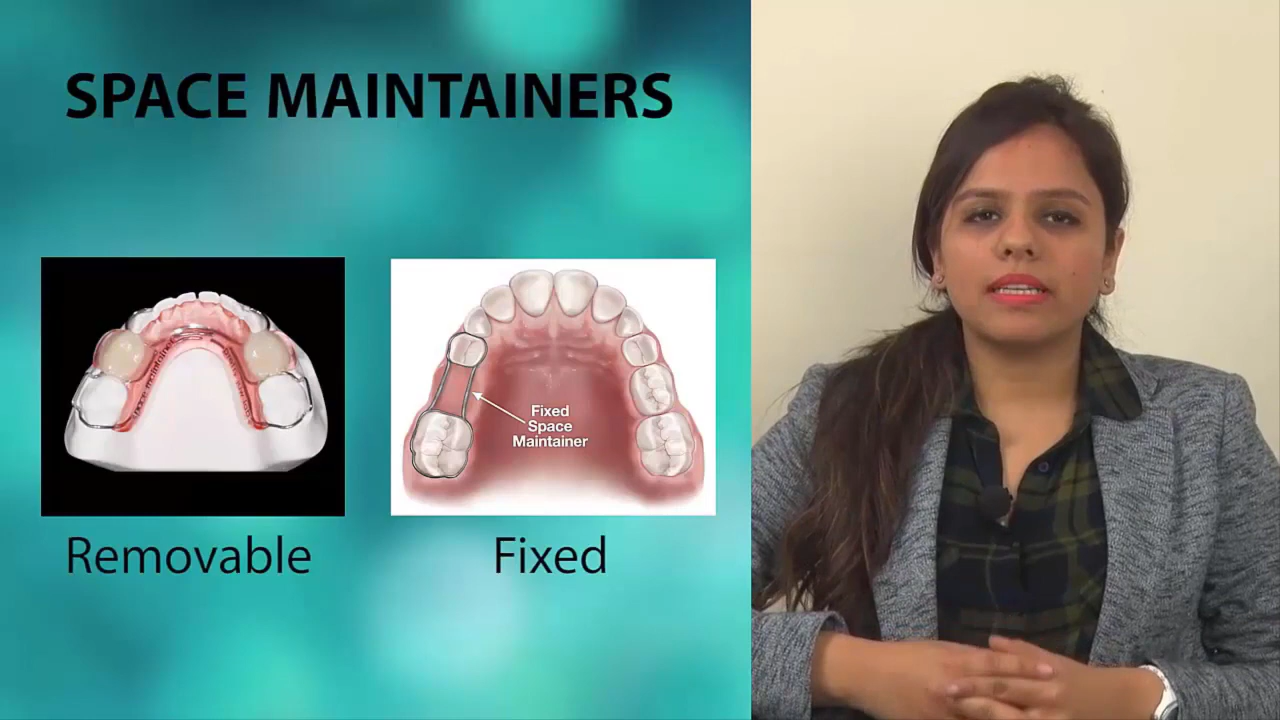 SPACE MAINTAINERS
Fixed
Space
Maintainer
Removable
Fixed